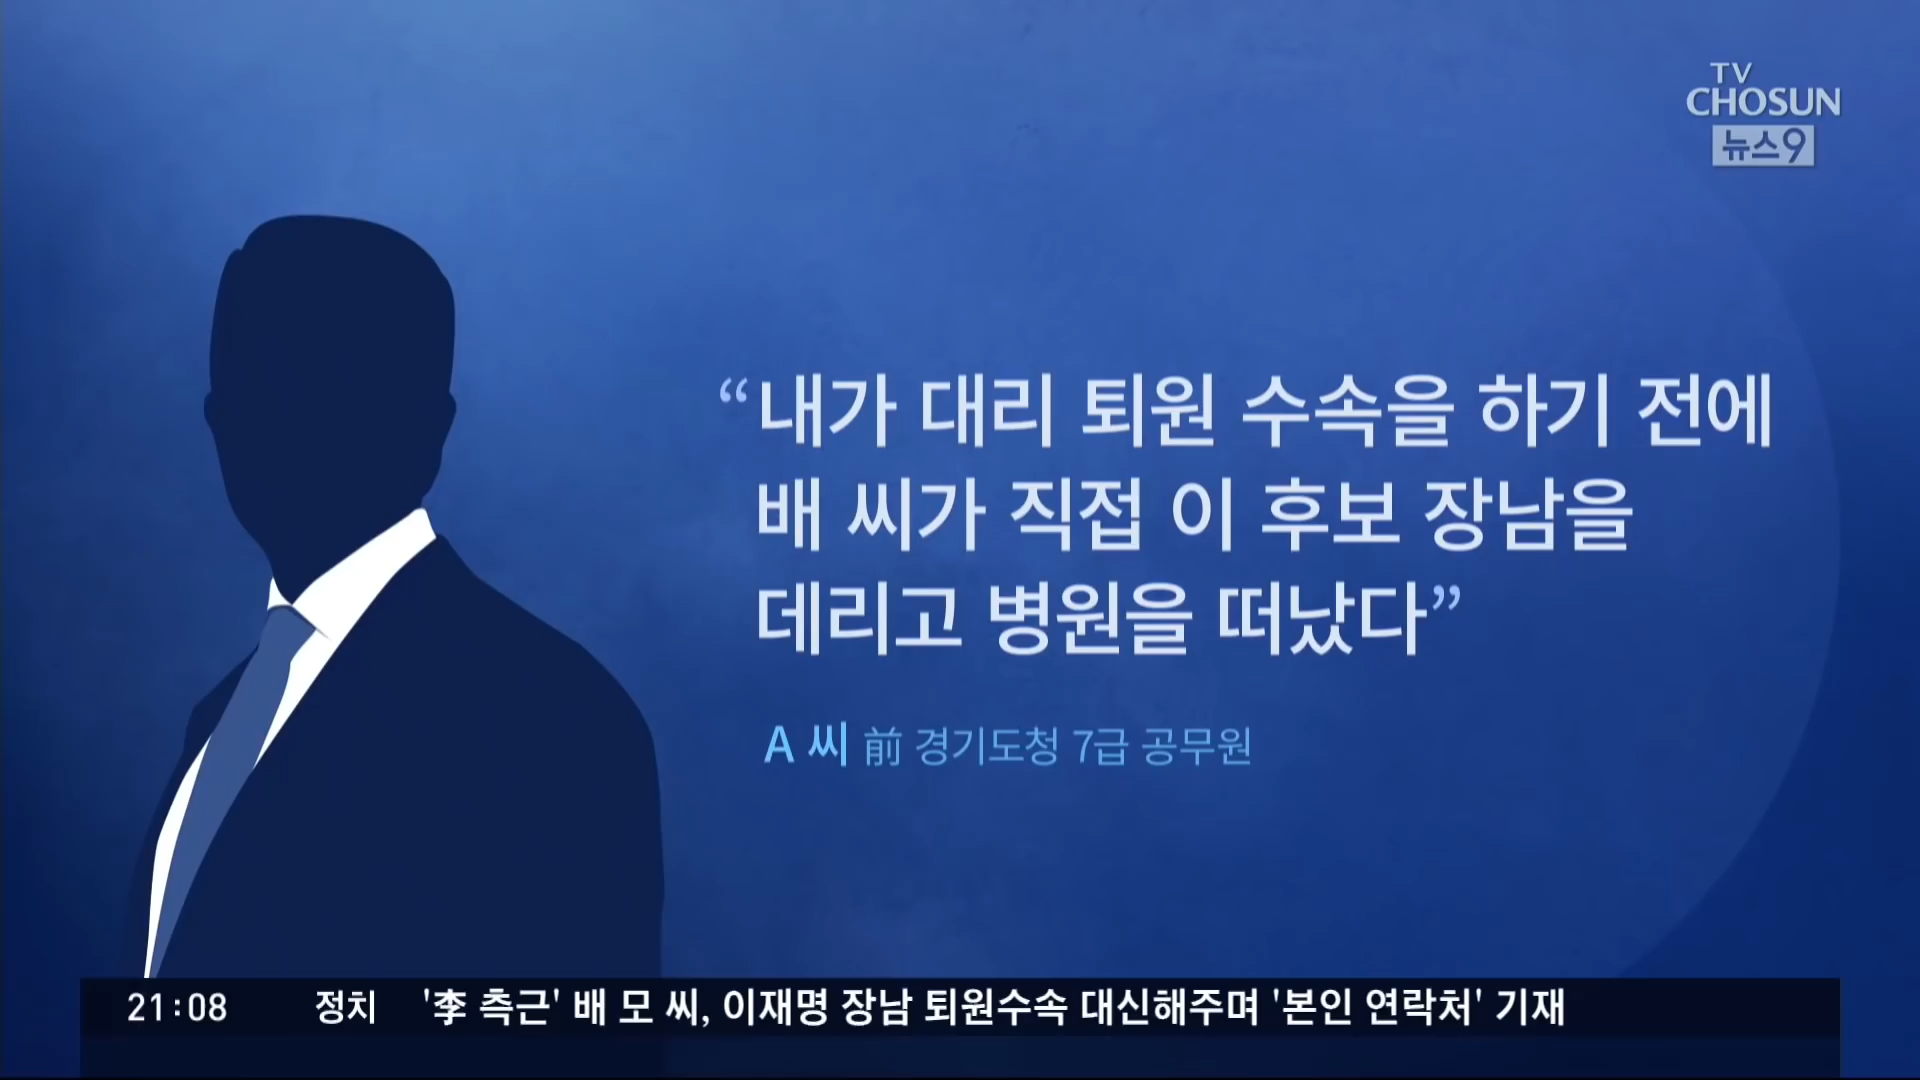 TV
CHOSUN
뉴스9
“내가 대리 퇴원 수속을 하기 전에
배 씨가 직접 이 후보 장남을
데리고 병원을 떠났다”
A 씨 前 경기도청 7급 공무원
21:08 정치 '李 측근' 배 모 씨, 이재명 장남 퇴원수속 대신해주며 '본인 연락처' 기재